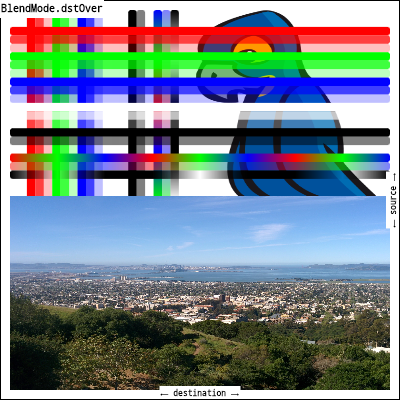 BlendMode.dstOver
← source →
← destination →